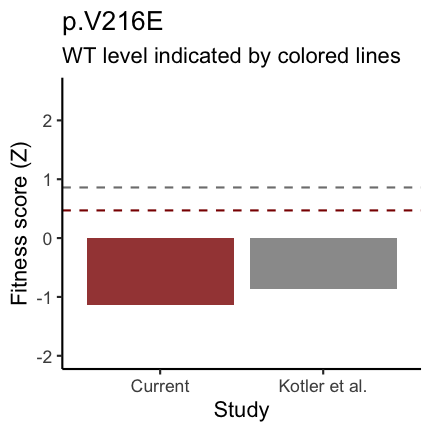 p.V216E
WT level indicated by colored lines
Fitness score (Z)
2
1
0
-1
-2
Current
Kotler et al.
Study